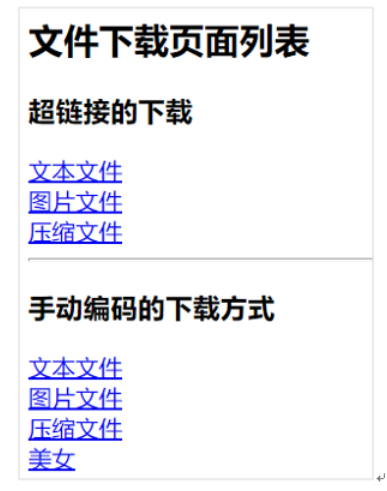 文件下载页面列表
超链接的下载
文本文件
图片文件
压缩文件
手动编码的下载方式
文本文件
图片文件
压缩文件
美女